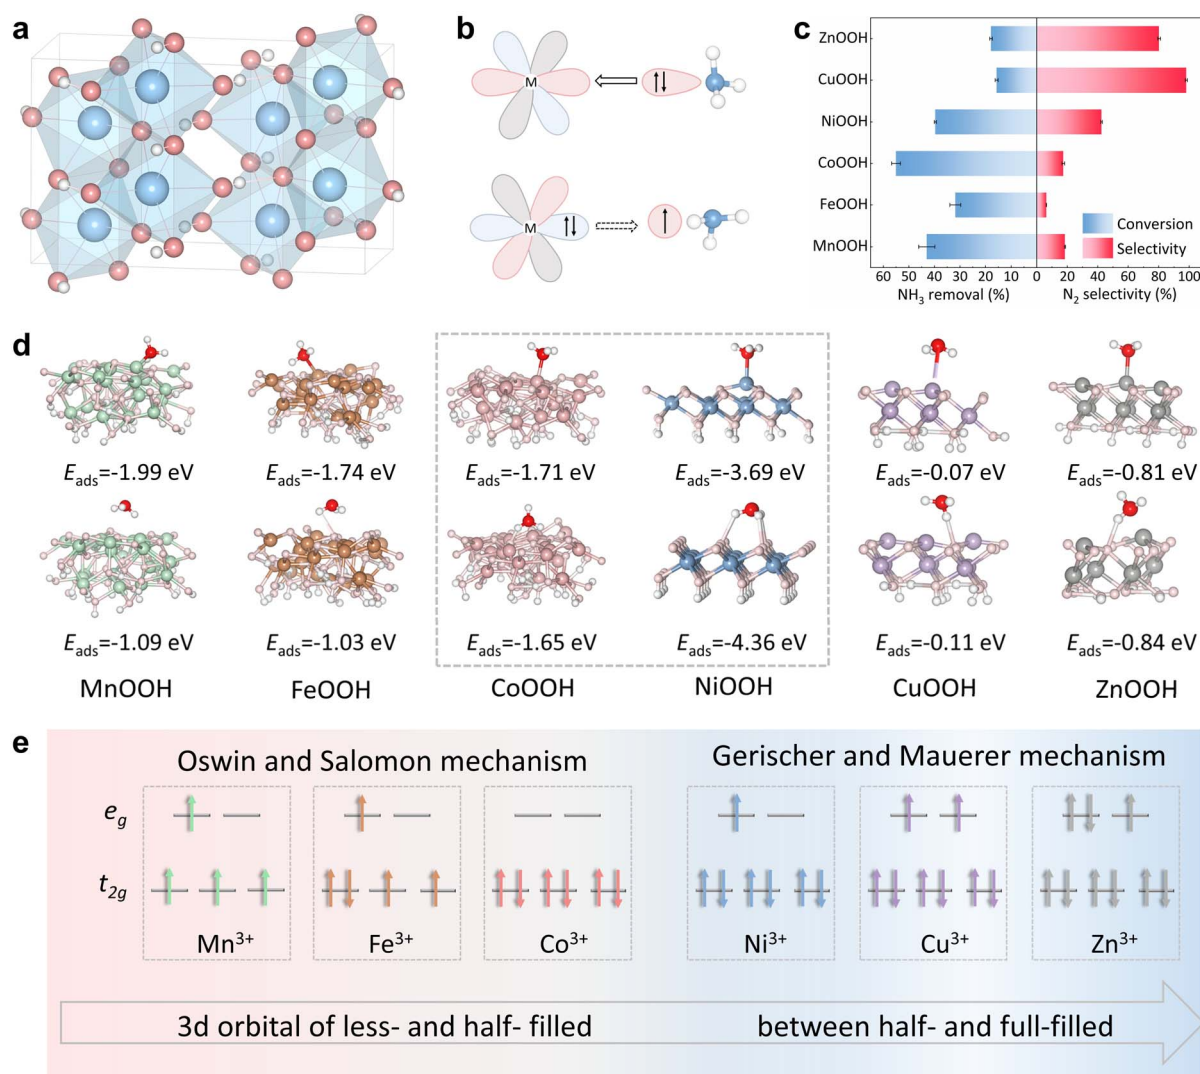 a
b
M
M
c
ZnOOH
CuOOH
NiOOH
CoOOH
FeOOH
MnOOH
Conversion
Selectivity
60 50 40 30 20 10 0 20 40 60 80 100
NH3 removal (%) N2 selectivity (%)
d
Eads=-1.99 eV Eads=-1.74 eV Eads=-1.71 eV Eads=-3.69 eV Eads=-0.07 eV Eads=-0.81 eV
Eads=-1.09 eV Eads=-1.03 eV Eads=-1.65 eV Eads=-4.36 eV Eads=-0.11 eV Eads=-0.84 eV
MnOOH FeOOH CoOOH NiOOH CuOOH ZnOOH
e
Oswin and Salomon mechanism Gerischer and Mauerer mechanism
eg
t2g
Mn3+ Fe3+ Co3+ Ni3+ Cu3+ Zn3+
3d orbital of less- and half- filled between half- and full-filled